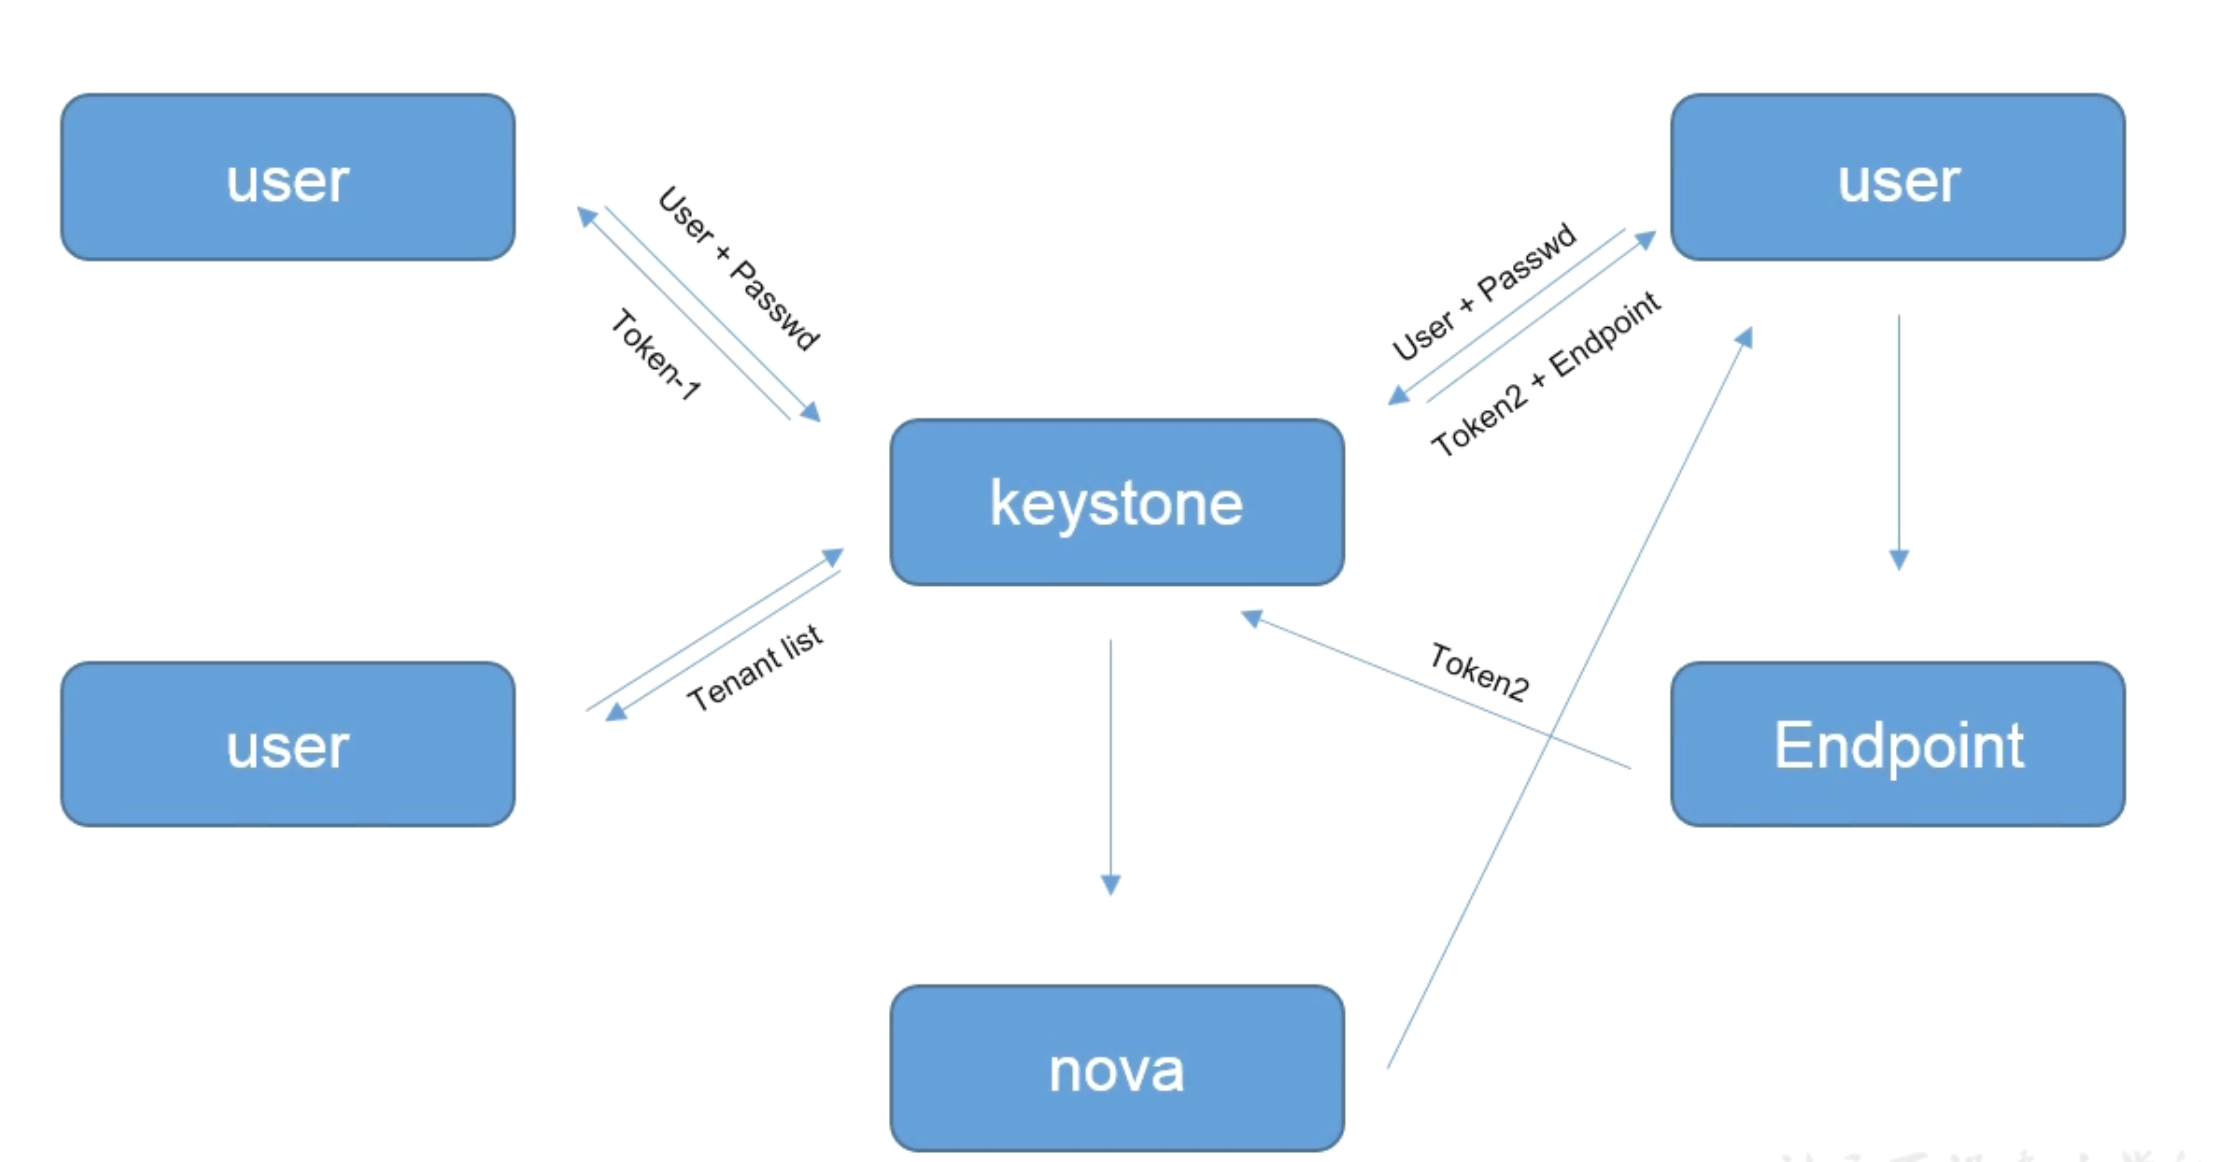 user
user
User + Passwd
Token-1
User + Passwd
Token2 + Endpoint
keystone
Tenant list
Token2
user
Endpoint
nova